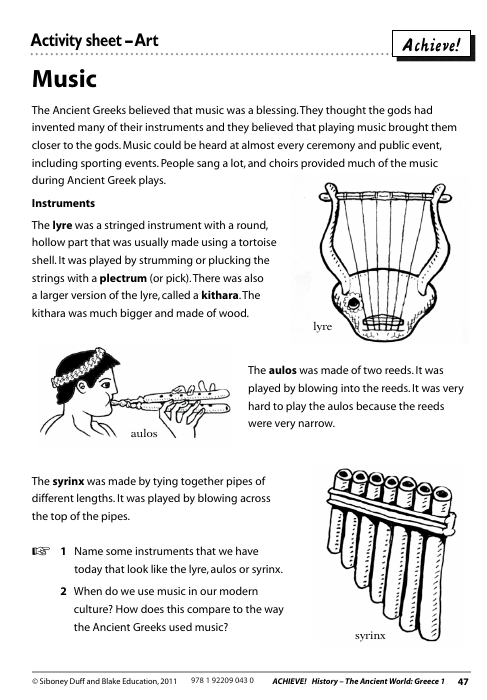 Activity sheet – Art
Achieve!
Music
The Ancient Greeks believed that music was a blessing. They thought the gods had
invented many of their instruments and they believed that playing music brought them
closer to the gods. Music could be heard at almost every ceremony and public event,
including sporting events. People sang a lot, and choirs provided much of the music
during Ancient Greek plays.
Instruments
The lyre was a stringed instrument with a round,
hollow part that was usually made using a tortoise
shell. It was played by strumming or plucking the
strings with a plectrum (or pick). There was also
a larger version of the lyre, called a kithara. The
kithara was much bigger and made of wood.
lyre
The aulos was made of two reeds. It was
played by blowing into the reeds. It was very
hard to play the aulos because the reeds
were very narrow.
aulos
The syrinx was made by tying together pipes of
different lengths. It was played by blowing across
the top of the pipes.
1 Name some instruments that we have
today that look like the lyre, aulos or syrinx.
2 When do we use music in our modern
culture? How does this compare to the way
the Ancient Greeks used music?
syrinx
© Siboney Duff and Blake Education, 2011 978 1 92209 043 0 ACHIEVE! History – The Ancient World: Greece 1 47